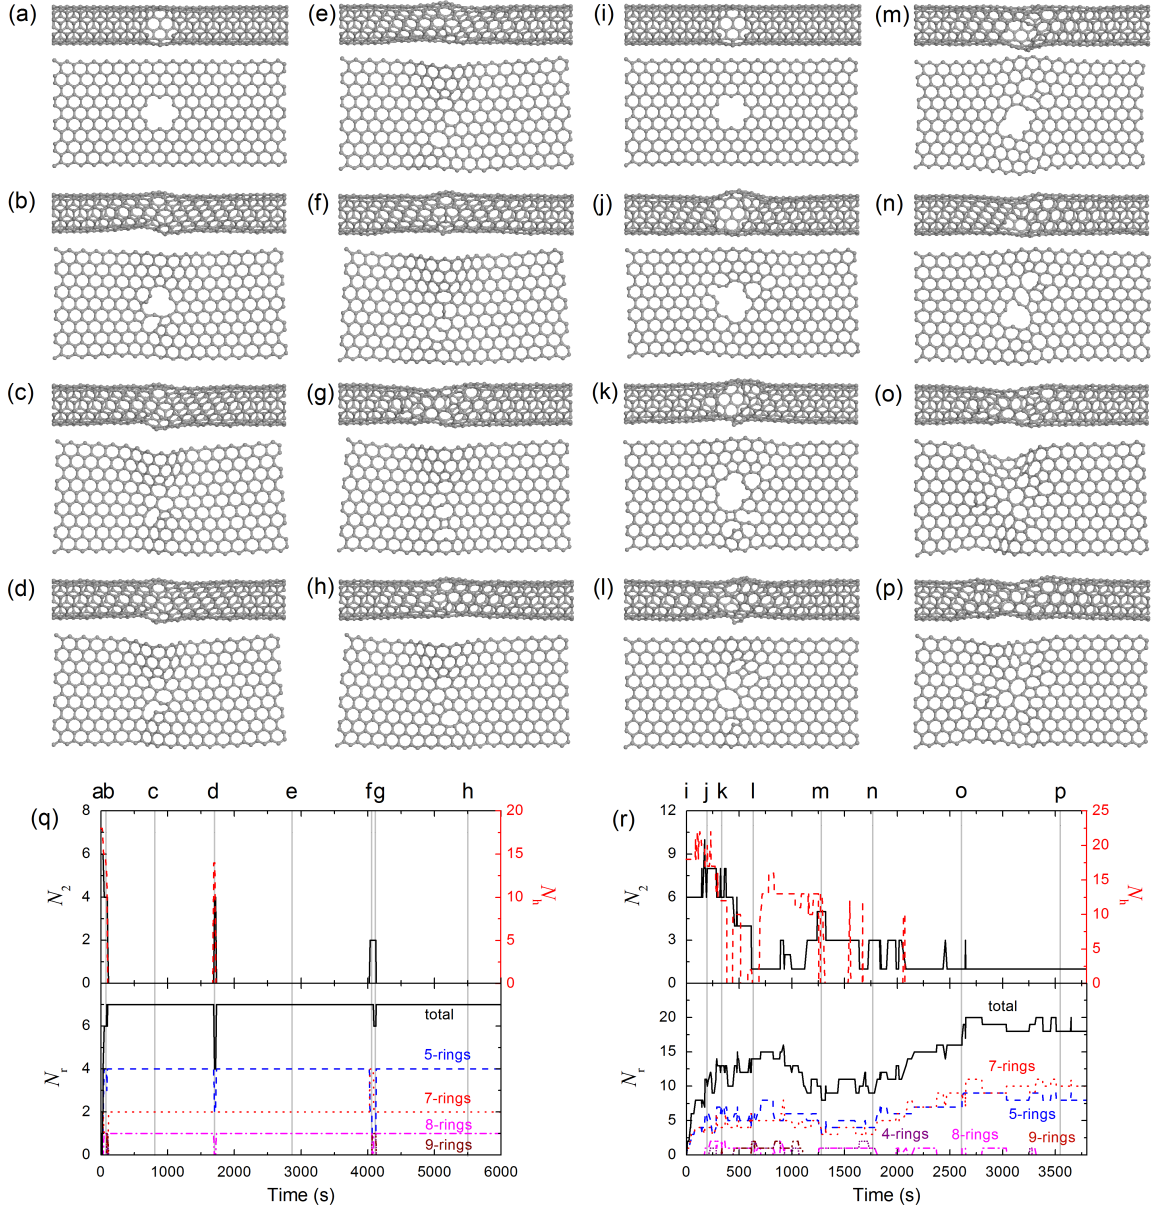 (a)
(e)
(i)
(m)
(b)
(f)
(j)
(n)
(c)
(g)
(k)
(o)
(d)
(h)
(l)
(p)
(q)
a b c d e f g h
8
6
4
2
0
N2
20
15
10
5
0
Nh
6
4
2
0
Nr
total
5-rings
7-rings
8-rings
9-rings
0 1000 2000 3000 4000 5000 6000
Time (s)
(r)
i j k l m n o p
12
9
6
3
0
N2
25
20
15
10
5
0
Nh
20
15
10
5
0
Nr
total
7-rings
5-rings
4-rings 8-rings 9-rings
0 500 1000 1500 2000 2500 3000 3500
Time (s)